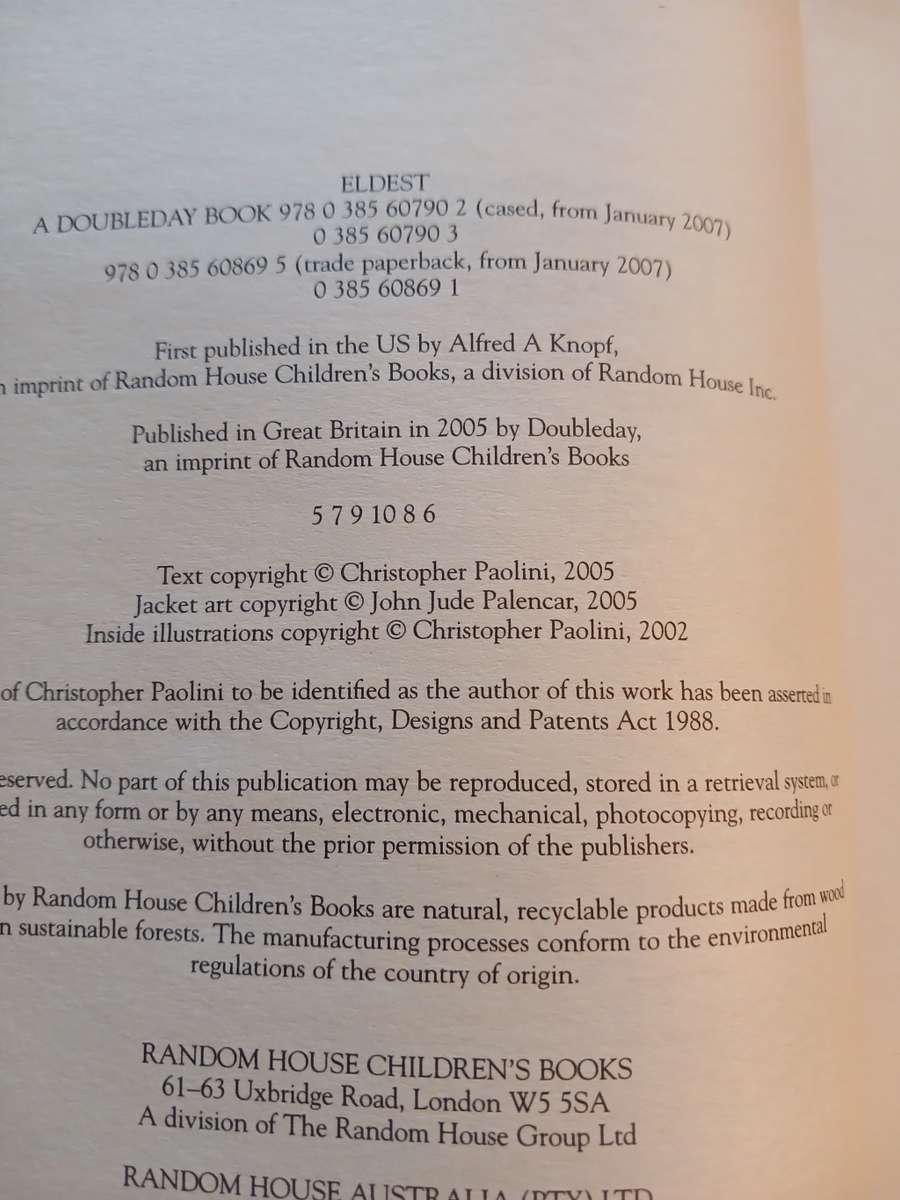 ELDEST
A DOUBLEDAY BOOK 978 0 385 60790 2 (cased, from January 2007)
0 385 60790 3
978 0 385 60869 5 (trade paperback, from January 2007)
0 385 60869 1
First published in the US by Alfred A Knopf,
imprint of Random House Children's Books, a division of Random House Inc.
Published in Great Britain in 2005 by Doubleday,
an imprint of Random House Children's Books
5 7 9 10 8 6
Text copyright © Christopher Paolini, 2005
Jacket art copyright © John Jude Palencar, 2005
Inside illustrations copyright © Christopher Paolini, 2002
of Christopher Paolini to be identified as the author of this work has been asserted in
accordance with the Copyright, Designs and Patents Act 1988.
eserved. No part of this publication may be reproduced, stored in a retrieval system, or
ed in any form or by any means, electronic, mechanical, photocopying, recording or
otherwise, without the prior permission of the publishers.
by Random House Children's Books are natural, recyclable products made from wood
n sustainable forests. The manufacturing processes conform to the environmental
regulations of the country of origin.
RANDOM HOUSE CHILDREN'S BOOKS
61–63 Uxbridge Road, London W5 5SA
A division of The Random House Group Ltd
RANDOM HOUSE AUSTRALIA (PTY) LTD